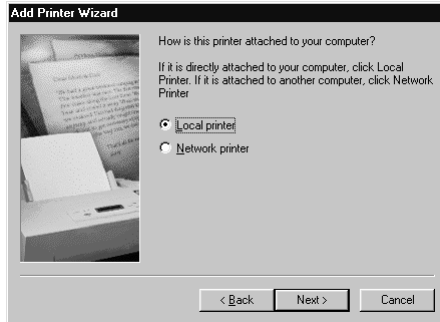 Add Printer Wizard
How is this printer attached to your computer?
If it is directly attached to your computer, click Local
Printer. If it is attached to another computer, click Network
Printer
Local printer
Network printer
< Back
Next >
Cancel